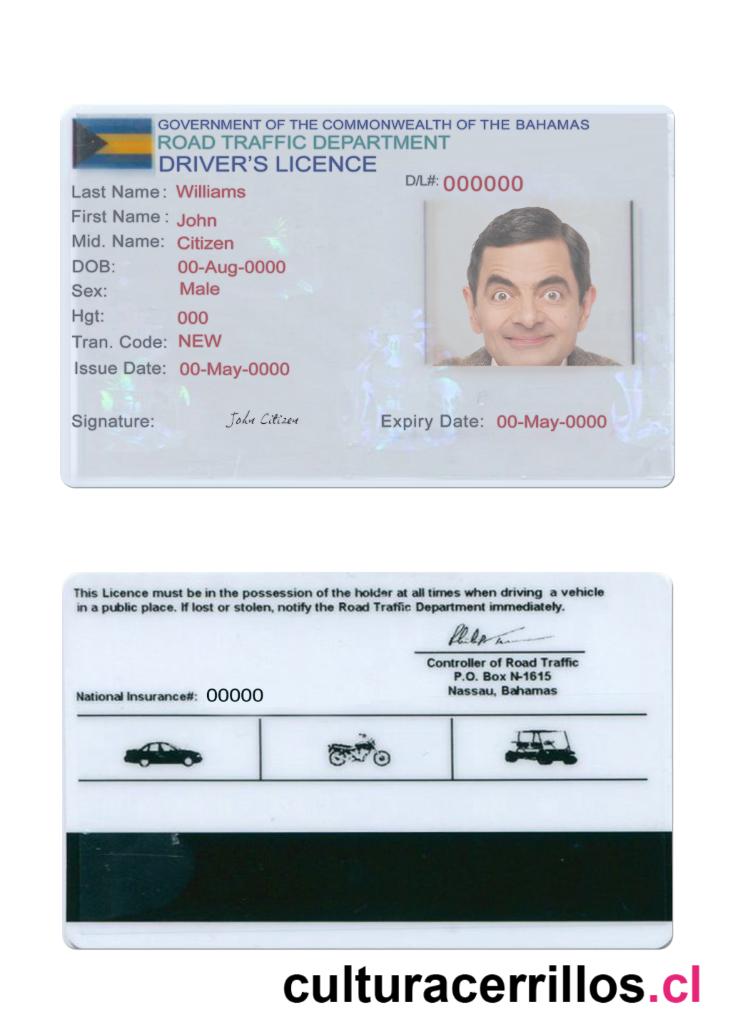 GOVERNMENT OF THE COMMONWEALTH OF THE BAHAMAS
ROAD TRAFFIC DEPARTMENT
DRIVER'S LICENCE
D/L#: 000000
Last Name: Williams
First Name: John
Mid. Name: Citizen
DOB: 00-Aug-0000
Sex: Male
Hgt: 000
Tran. Code: NEW
Issue Date: 00-May-0000
Signature: John Citizen
Expiry Date: 00-May-0000
This Licence must be in the possession of the holder at all times when driving a vehicle
in a public place. If lost or stolen, notify the Road Traffic Department immediately.
Controller of Road Traffic
P.O. Box N-1615
Nassau, Bahamas
National Insurance#: 00000
culturacerrillos.cl